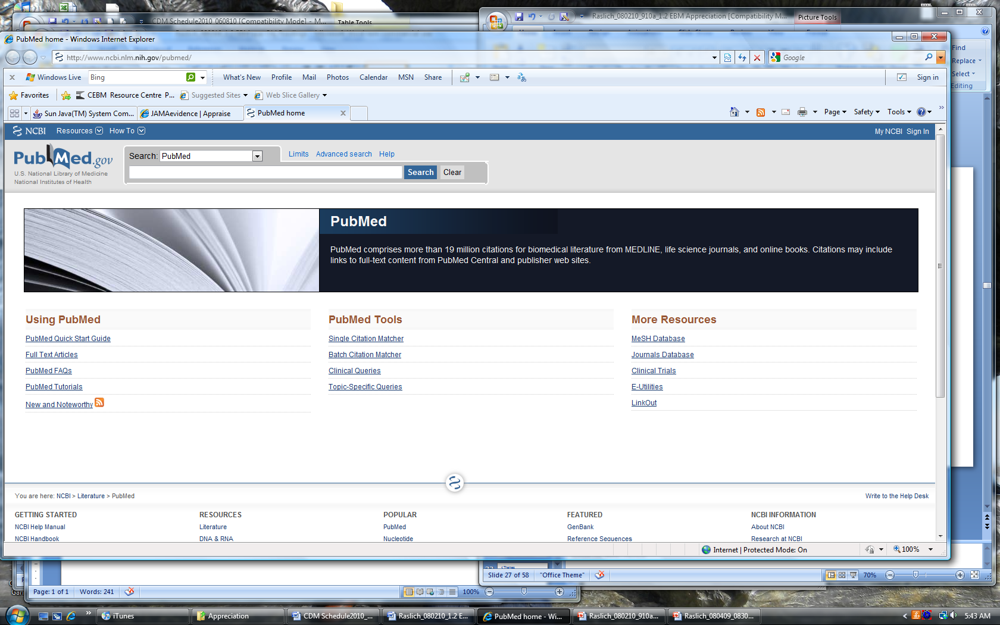 CDM Schedule2010_060810 [Compatibility Mode] - M...
Table Tools
Raslich_080210_910a_1.2 EBM Appreciation [Compatibility M...
Picture Tools
PubMed home - Windows Internet Explorer
http://www.ncbi.nlm.nih.gov/pubmed/
Google
Find
Replace
Select
Editing
Windows Live
Bing
What's New Profile Mail Photos Calendar MSN Share
Sign in
Favorites
CEBM Resource Centre P...
Suggested Sites
Web Slice Gallery
Sun Java(TM) System Com...
JAMAevidence | Appraise
PubMed home
Page Safety Tools
NCBI Resources How To
My NCBI Sign In
PubMed.gov
U.S. National Library of Medicine
National Institutes of Health
Search: PubMed
Limits Advanced search Help
Search Clear
PubMed
PubMed comprises more than 19 million citations for biomedical literature from MEDLINE, life science journals, and online books. Citations may include
links to full-text content from PubMed Central and publisher web sites.
Using PubMed
PubMed Quick Start Guide
Full Text Articles
PubMed FAQs
PubMed Tutorials
New and Noteworthy
PubMed Tools
Single Citation Matcher
Batch Citation Matcher
Clinical Queries
Topic-Specific Queries
More Resources
MeSH Database
Journals Database
Clinical Trials
E-Utilities
LinkOut
You are here: NCBI > Literature > PubMed
Write to the Help Desk
GETTING STARTED
NCBI Help Manual
NCBI Handbook
RESOURCES
Literature
DNA & RNA
POPULAR
PubMed
Nucleotide
FEATURED
GenBank
Reference Sequences
NCBI INFORMATION
About NCBI
Research at NCBI
Internet | Protected Mode: On
100%
Slide 27 of 58
"Office Theme"
70%
Page: 1 of 1
Words: 241
100%
iTunes
Appreciation
CDM Schedule2010_...
Raslich_080210_1.2 E...
PubMed home - Wi...
Raslich_080210_910a...
Raslich_080409_0830...
5:43 AM